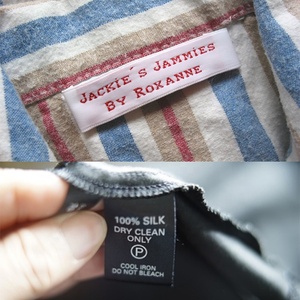 Jackie's Jammies
By Roxanne
100% SILK
DRY CLEAN
ONLY
P
COOL IRON
DO NOT BLEACH